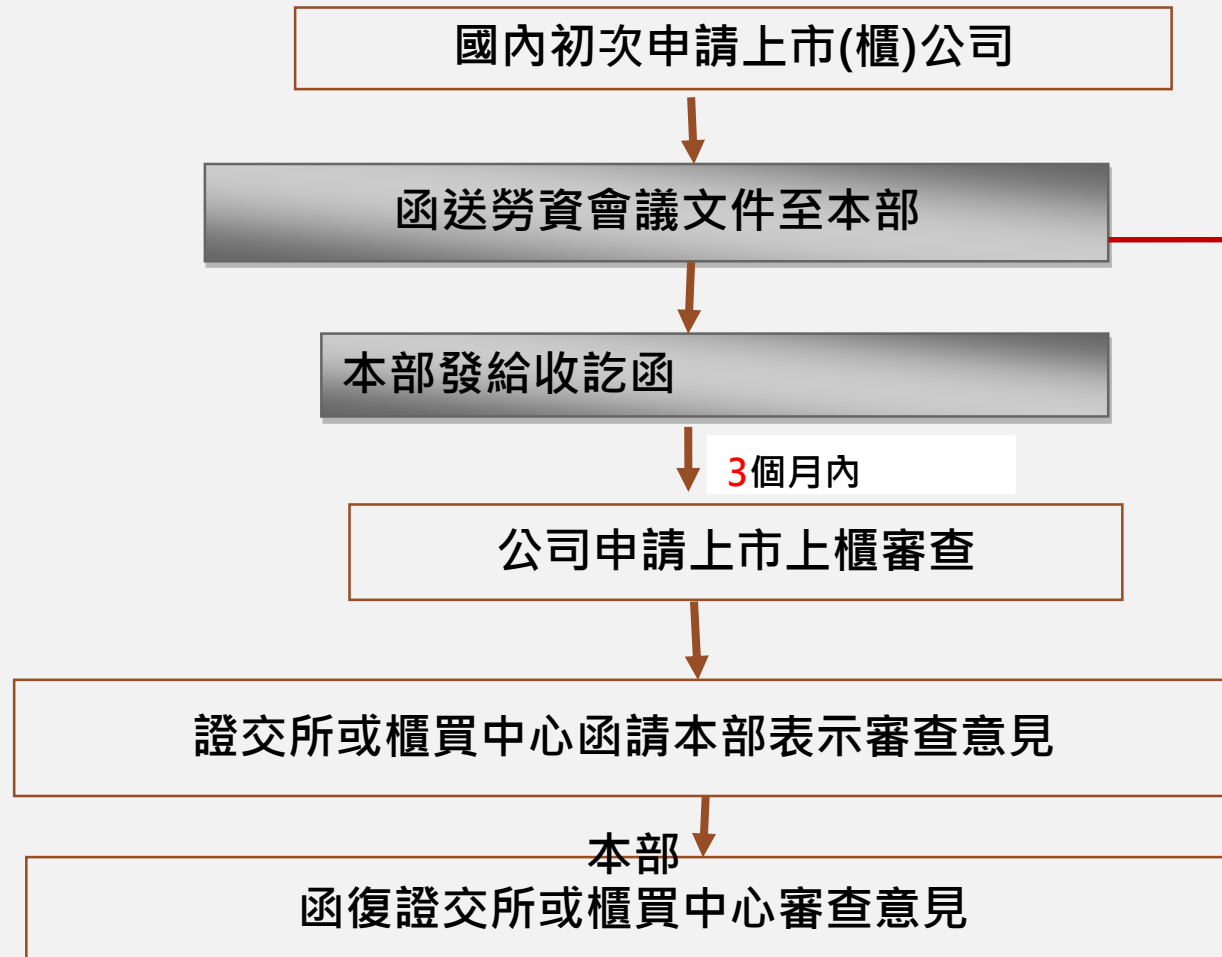 國內初次申請上市(櫃)公司
函送勞資會議文件至本部
本部發給收訖函
3個月內
公司申請上市上櫃審查
證交所或櫃買中心函請本部表示審查意見
本部
函復證交所或櫃買中心審查意見